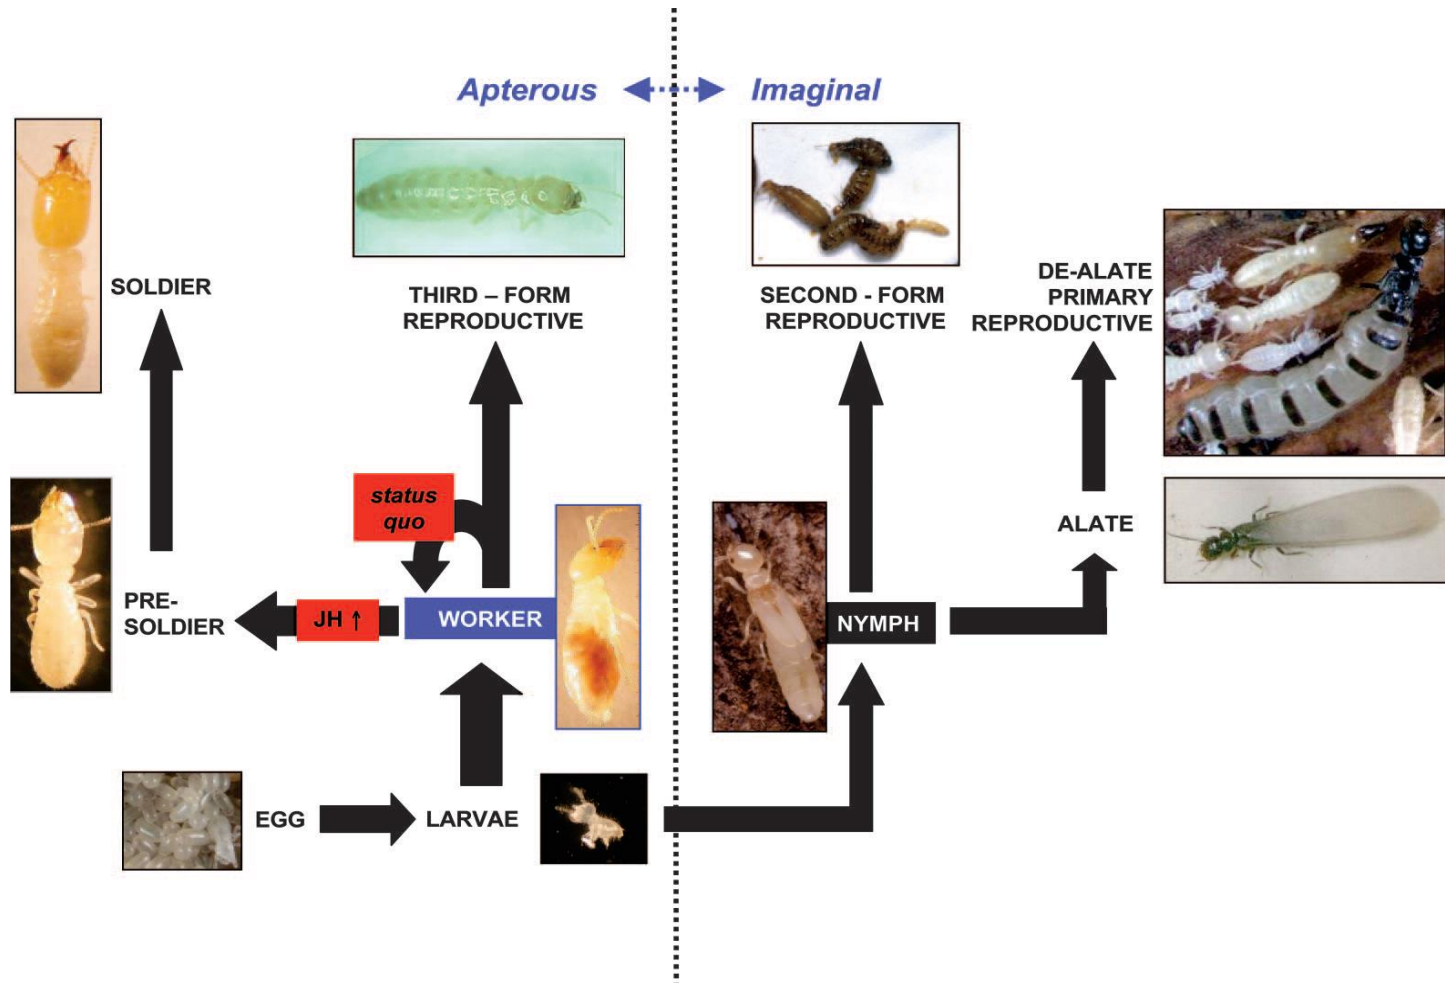 Apterous
Imaginal
SOLDIER
THIRD – FORM
REPRODUCTIVE
SECOND - FORM
REPRODUCTIVE
DE-ALATE
PRIMARY
REPRODUCTIVE
status
quo
ALATE
PRE-
SOLDIER
JH ↑
WORKER
NYMPH
EGG
LARVAE